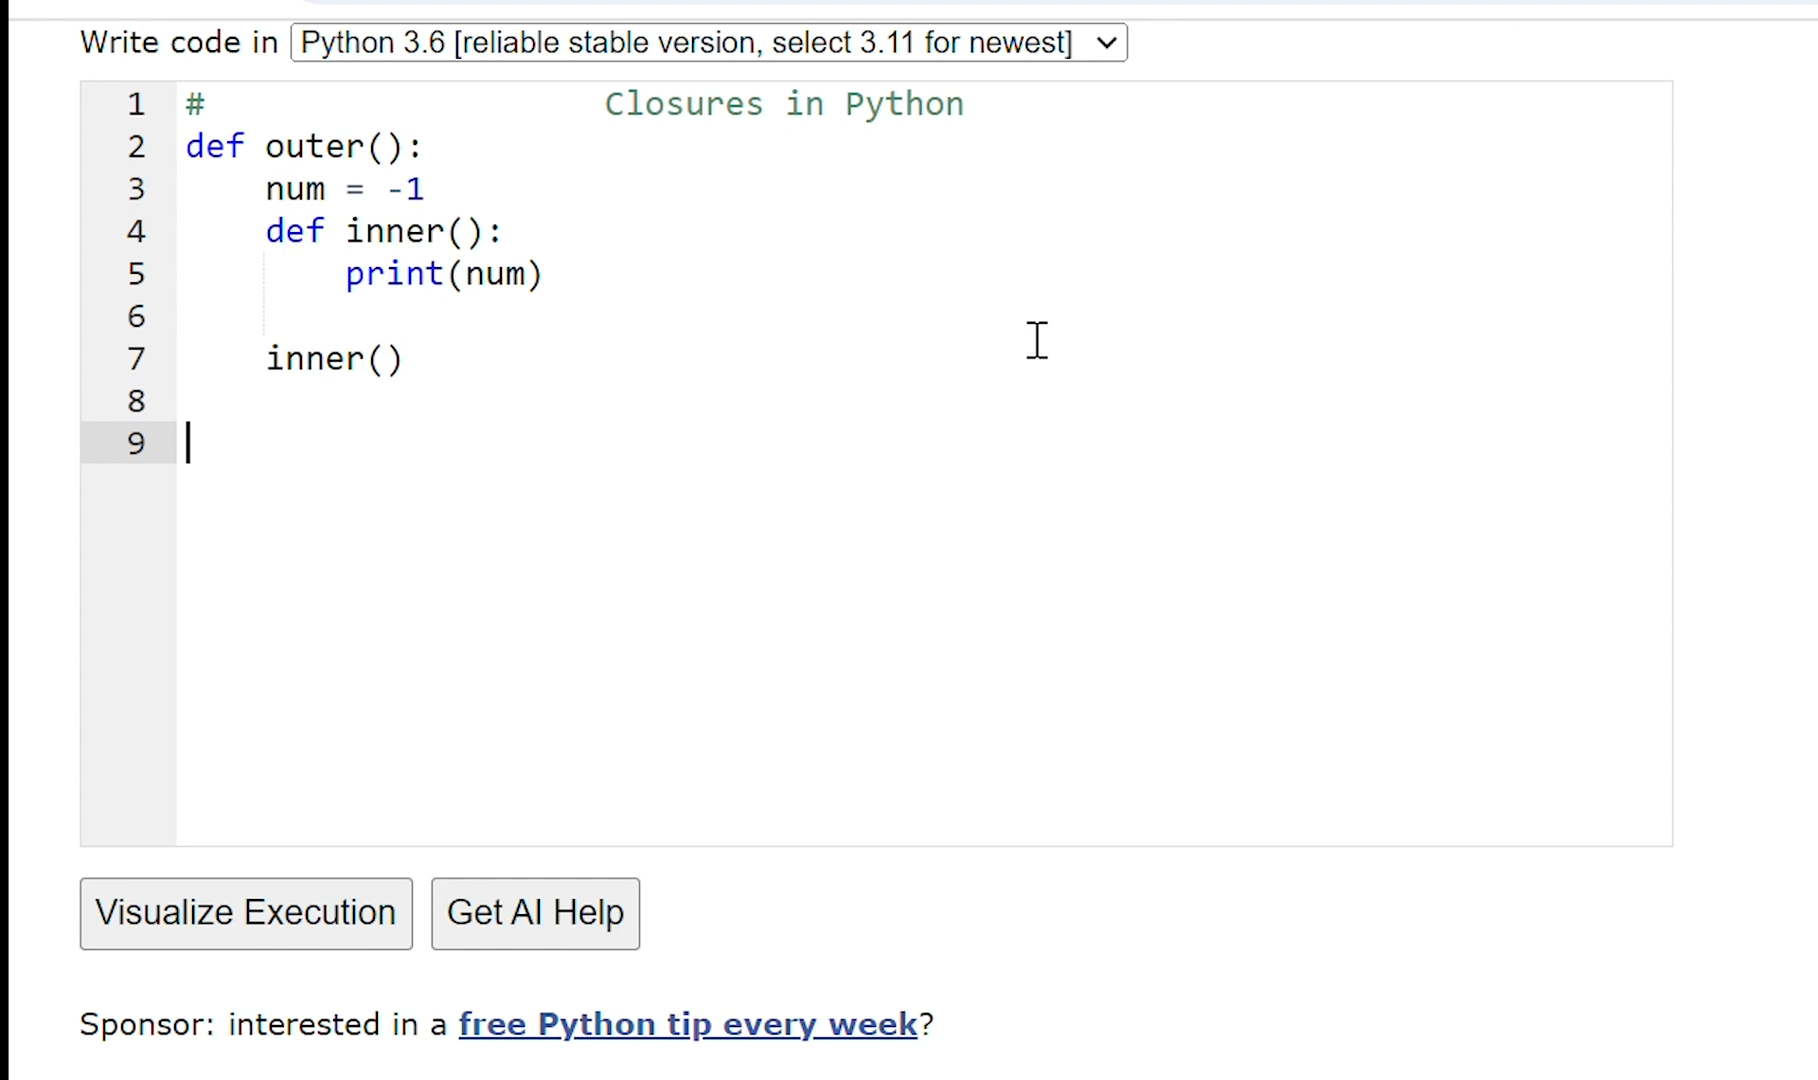 Write code in Python 3.6 [reliable stable version, select 3.11 for newest]
1 # Closures in Python
2 def outer():
3 num = -1
4 def inner():
5 print(num)
6
7 inner()
8
9
Visualize Execution Get AI Help
Sponsor: interested in a free Python tip every week?